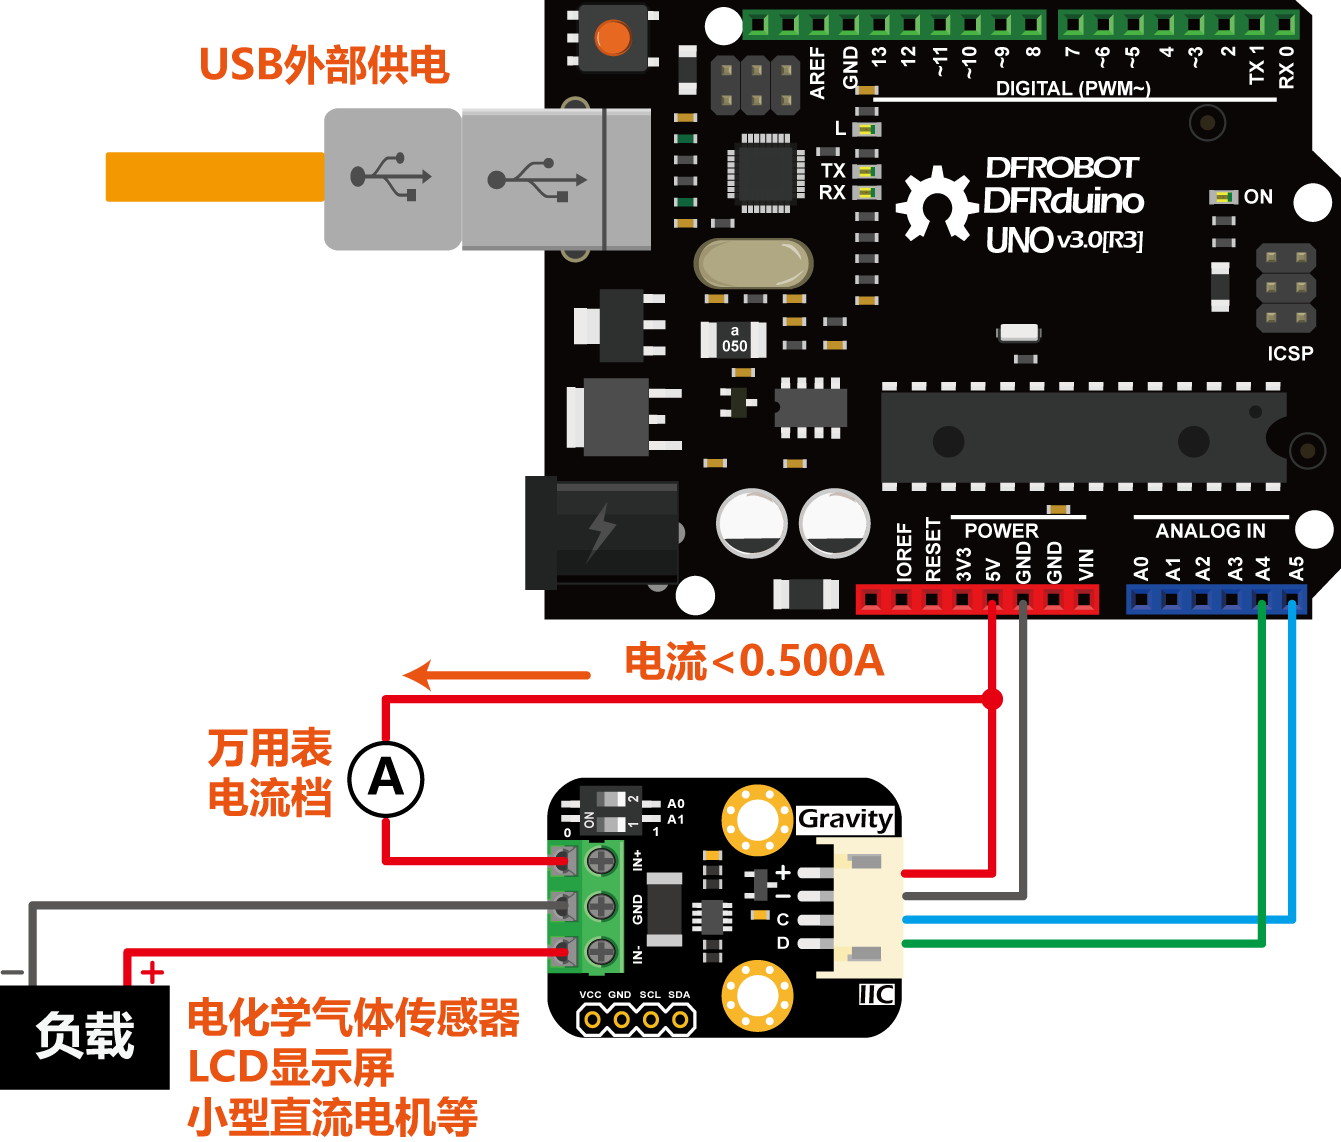 USB外部供电
AREF
GND
13
12
~11
~10
~9
8
7
~6
~5
4
~3
2
TX 1
RX 0
DIGITAL (PWM~)
L
TX
RX
DFROBOT
DFRduino
UNO v3.0[R3]
ON
ICSP
a
050
IOREF
RESET
POWER
3V3
5V
GND
GND
VIN
ANALOG IN
A0
A1
A2
A3
A4
A5
电流<0.500A
万用表
电流档
A
ON
2
1
A0
A1
0
1
Gravity
IN+
GND
IN-
+
−
C
D
IIC
VCC GND SCL SDA
−
+
负载
电化学气体传感器
LCD显示屏
小型直流电机等